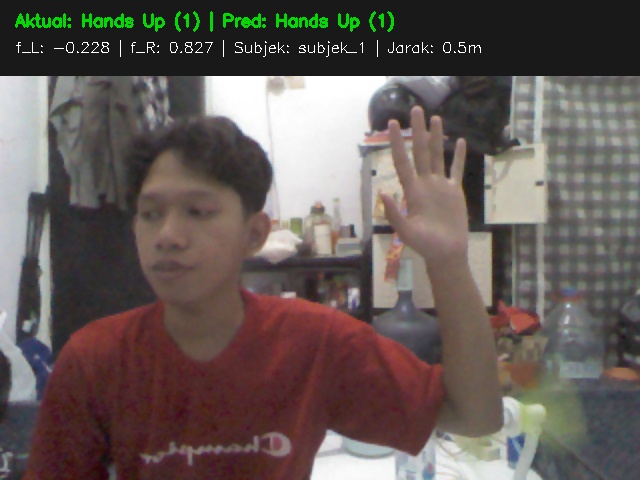 Aktual: Hands Up (1) | Pred: Hands Up (1)
f_L: -0.228 | f_R: 0.827 | Subjek: subjek_1 | Jarak: 0.5m
Champion